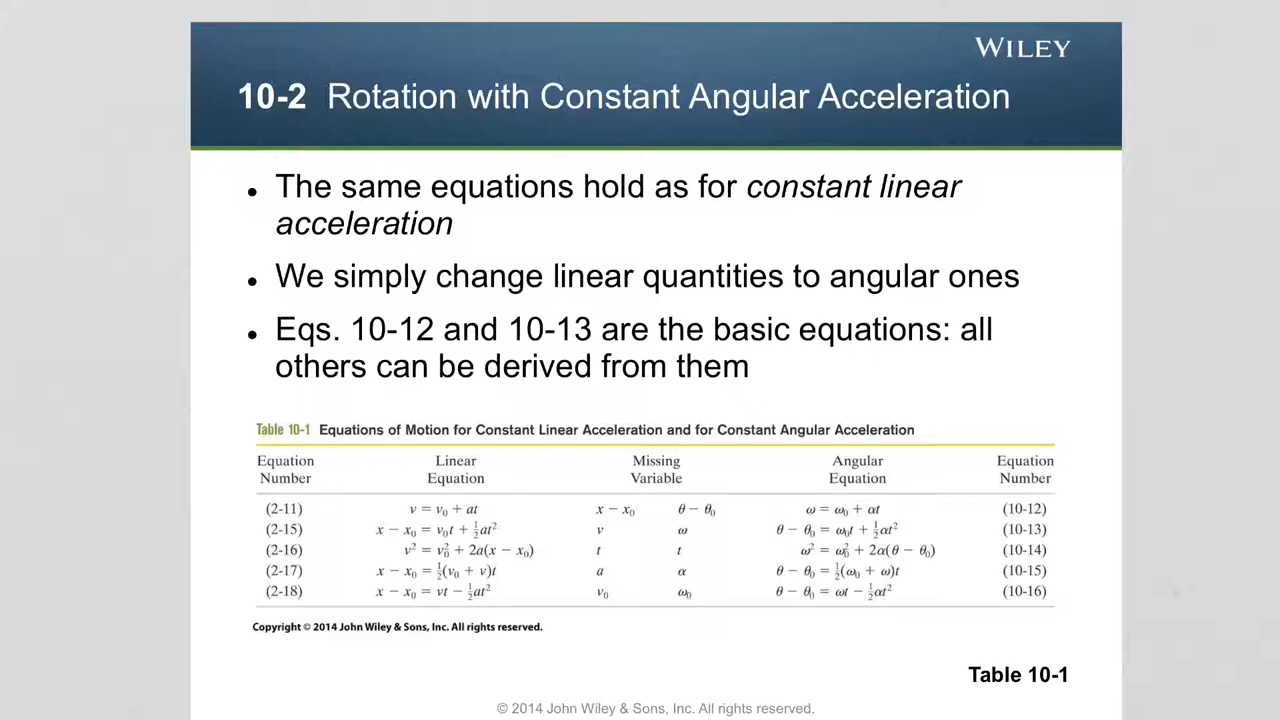 WILEY
10-2 Rotation with Constant Angular Acceleration
• The same equations hold as for constant linear
acceleration
• We simply change linear quantities to angular ones
• Eqs. 10-12 and 10-13 are the basic equations: all
others can be derived from them
Table 10-1 Equations of Motion for Constant Linear Acceleration and for Constant Angular Acceleration
Equation Linear Missing Angular Equation
Number Equation Variable Equation Number
(2-11) v = v₀ + at x − x₀ θ − θ₀ ω = ω₀ + αt (10-12)
(2-15) x − x₀ = v₀t + ½at² v ω θ − θ₀ = ω₀t + ½αt² (10-13)
(2-16) v² = v₀² + 2a(x − x₀) t t ω² = ω₀² + 2α(θ − θ₀) (10-14)
(2-17) x − x₀ = ½(v₀ + v)t a α θ − θ₀ = ½(ω₀ + ω)t (10-15)
(2-18) x − x₀ = vt − ½at² v₀ ω₀ θ − θ₀ = ωt − ½αt² (10-16)
Copyright © 2014 John Wiley & Sons, Inc. All rights reserved.
Table 10-1
© 2014 John Wiley & Sons, Inc. All rights reserved.